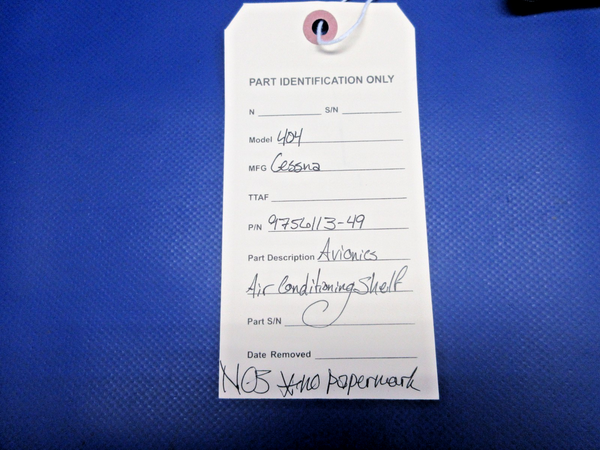 PART IDENTIFICATION ONLY
N S/N
Model 404
MFG Cessna
TTAF
P/N 9756113-49
Part Description Avionics
Air Conditioning Shelf
Part S/N
Date Removed
no paperwork